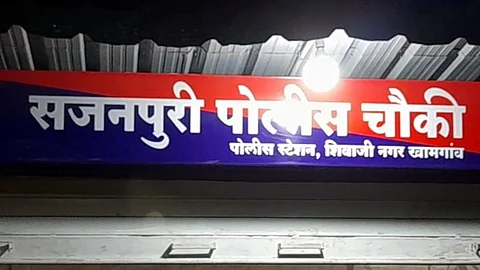 सजनपुरी पोलीस चौकी
पोलीस स्टेशन, शिवाजी नगर खामगांव